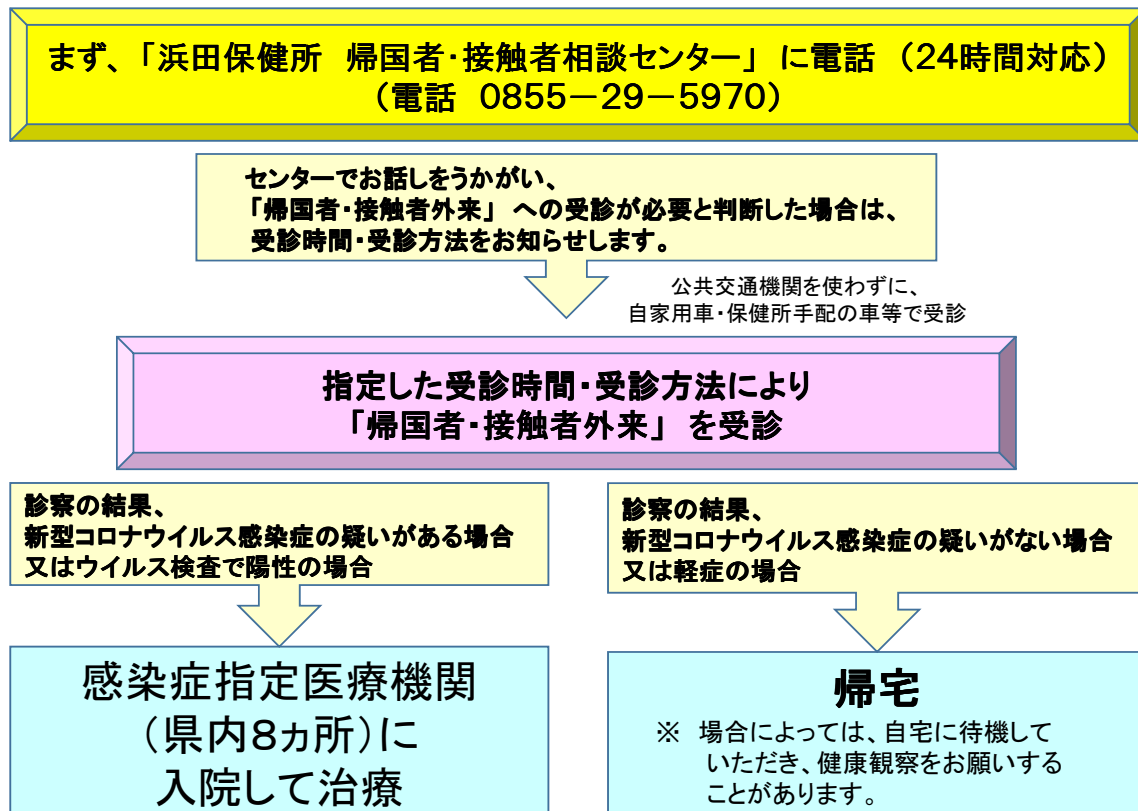 まず、「浜田保健所　帰国者・接触者相談センター」に電話（24時間対応）
（電話　0855－29－5970）
センターでお話しをうかがい、
「帰国者・接触者外来」への受診が必要と判断した場合は、
受診時間・受診方法をお知らせします。
公共交通機関を使わずに、
自家用車・保健所手配の車等で受診
指定した受診時間・受診方法により
「帰国者・接触者外来」を受診
診察の結果、
新型コロナウイルス感染症の疑いがある場合
又はウイルス検査で陽性の場合
感染症指定医療機関
（県内8ヵ所）に
入院して治療
診察の結果、
新型コロナウイルス感染症の疑いがない場合
又は軽症の場合
帰宅
※　場合によっては、自宅に待機して
いただき、健康観察をお願いする
ことがあります。